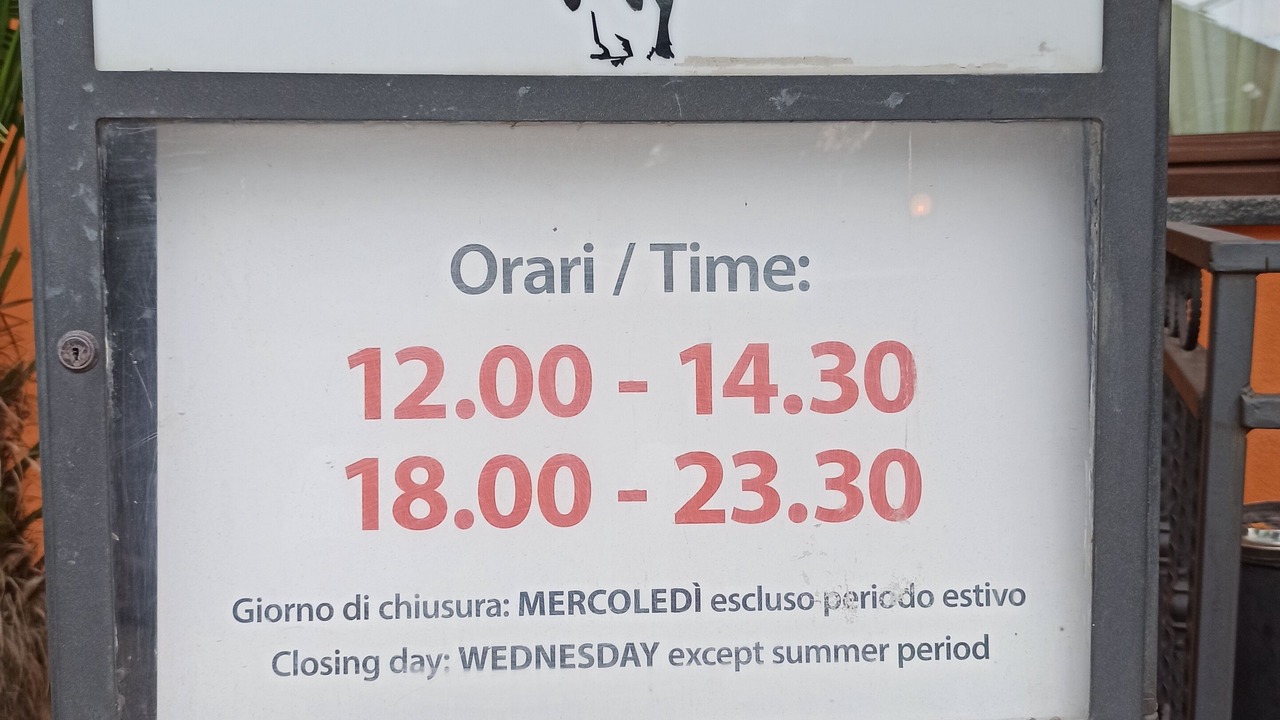 Orari / Time:
12.00 - 14.30
18.00 - 23.30
Giorno di chiusura: MERCOLEDÌ escluso periodo estivo
Closing day: WEDNESDAY except summer period